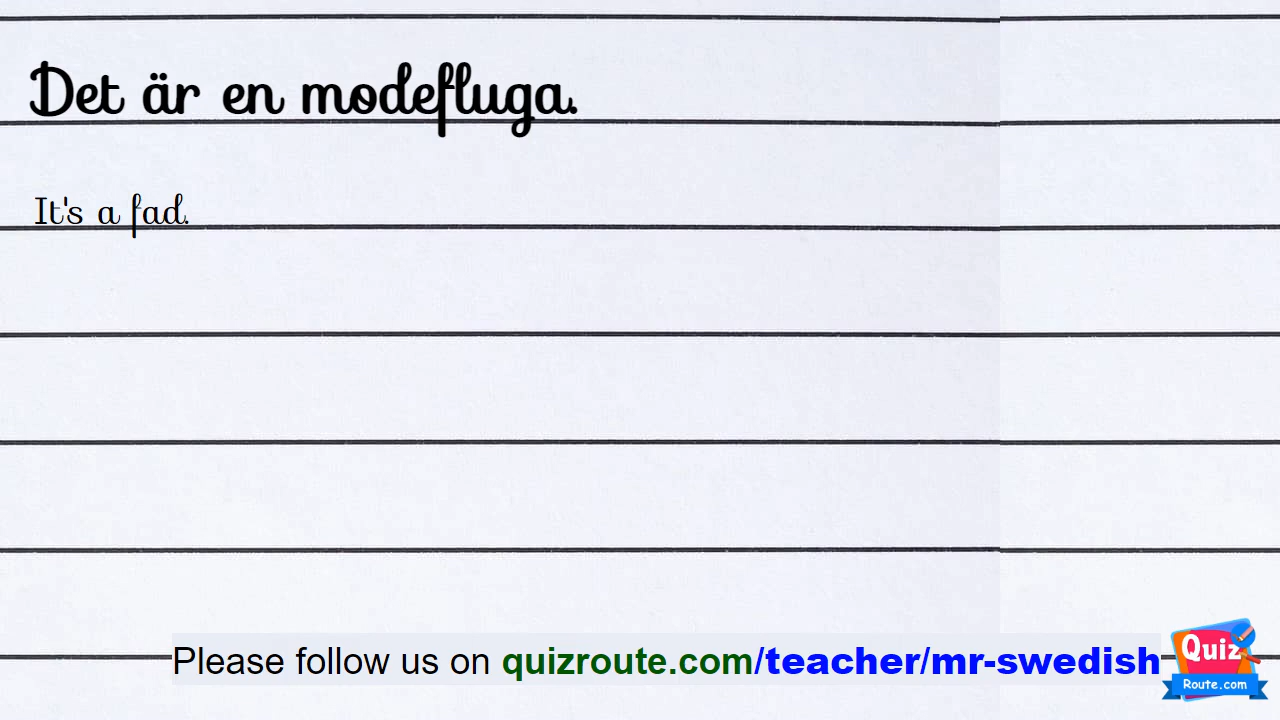 Det är en modefluga.
It's a fad.
Please follow us on quizroute.com/teacher/mr-swedish
Quiz
Route.com